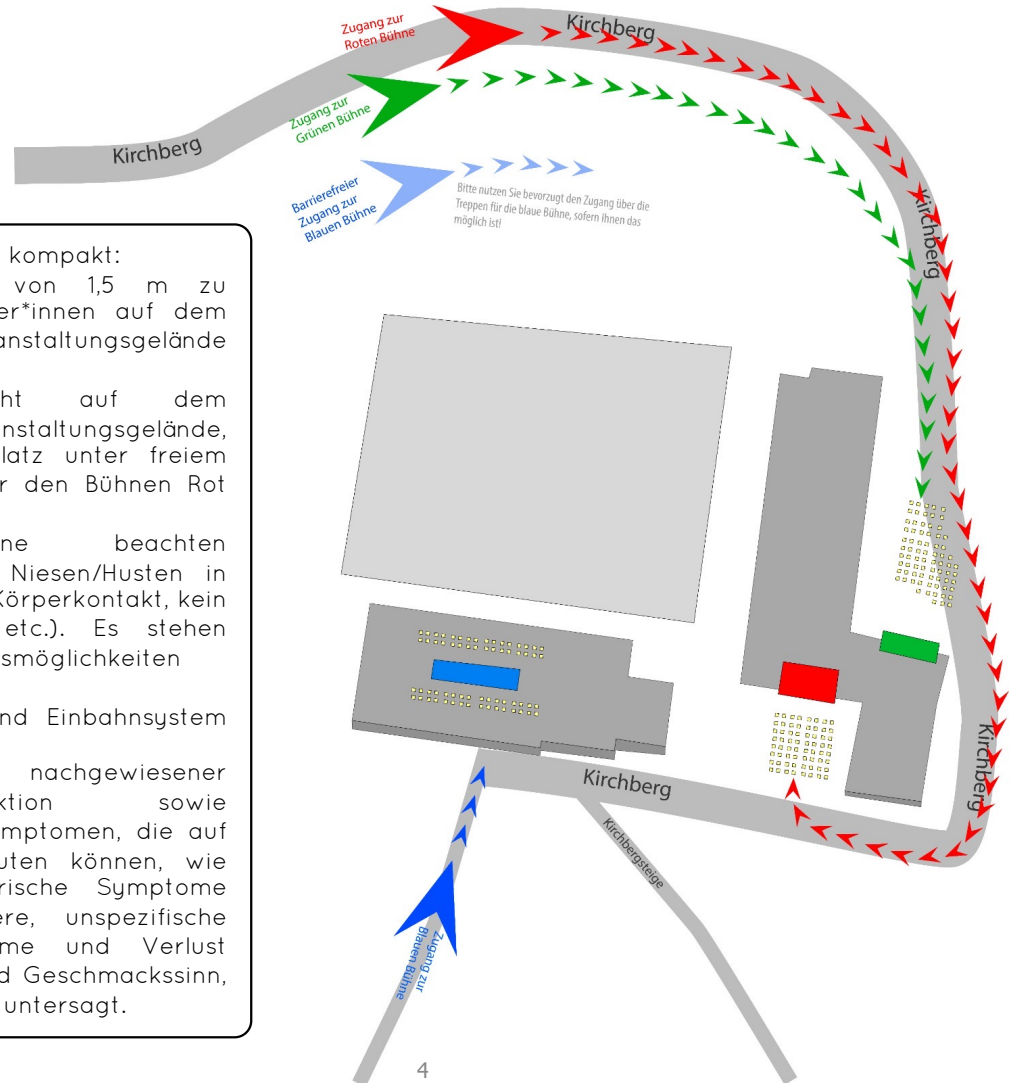 Zugang zur
Roten Bühne
Kirchberg
Zugang zur
Grünen Bühne
Kirchberg
Barrierefreier
Zugang zur
Blauen Bühne
Bitte nutzen Sie bevorzugt den Zugang über die
Treppen für die blaue Bühne, sofern Ihnen das
möglich ist!
Kirchberg
kompakt:
von 1,5 m zu
er*innen auf dem
anstaltungsgelände
ht auf dem
nstaltungsgelände,
latz unter freiem
r den Bühnen Rot
ne beachten
Niesen/Husten in
Körperkontakt, kein
etc.). Es stehen
smöglichkeiten
nd Einbahnsystem
nachgewiesener
ktion sowie
ymptomen, die auf
uten können, wie
rische Symptome
ere, unspezifische
me und Verlust
d Geschmackssinn,
untersagt.
Kirchberg
Kirchberg
Kirchbergsteige
Zugang zur
Blauen Bühne
4